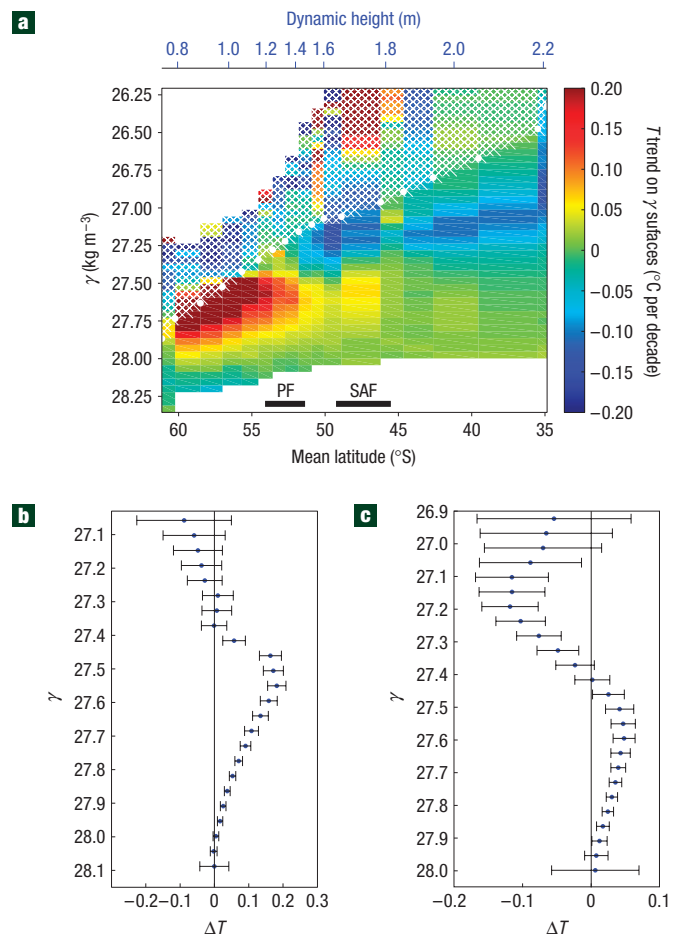 a
Dynamic height (m)
0.8 1.0 1.2 1.4 1.6 1.8 2.0 2.2
26.25
26.50
26.75
27.00
27.25
27.50
27.75
28.00
28.25
γ (kg m⁻³)
PF SAF
60 55 50 45 40 35
Mean latitude (°S)
0.20
0.15
0.10
0.05
0
−0.05
−0.10
−0.15
−0.20
T trend on γ sufaces (°C per decade)
b
27.1
27.2
27.3
27.4
27.5
27.6
27.7
27.8
27.9
28.0
28.1
γ
−0.2 −0.1 0 0.1 0.2 0.3
ΔT
c
26.9
27.0
27.1
27.2
27.3
27.4
27.5
27.6
27.7
27.8
27.9
28.0
γ
−0.2 −0.1 0 0.1
ΔT